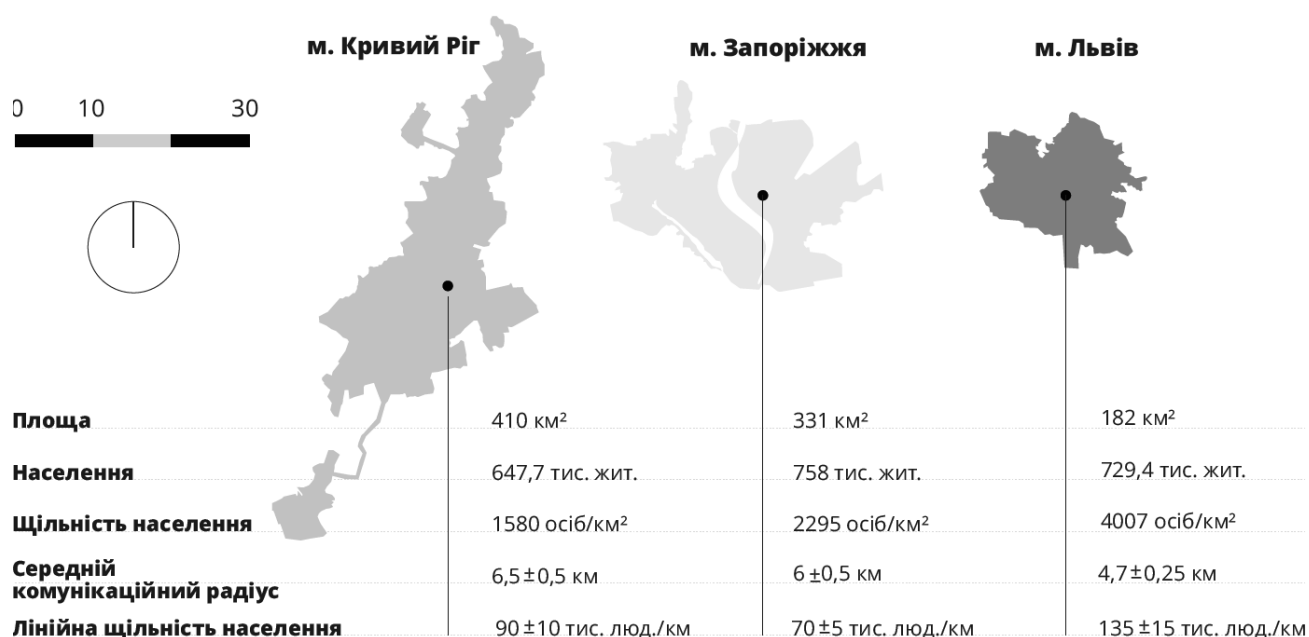 м. Кривий Ріг м. Запоріжжя м. Львів
0 10 30
Площа 410 км² 331 км² 182 км²
Населення 647,7 тис. жит. 758 тис. жит. 729,4 тис. жит.
Щільність населення 1580 осіб/км² 2295 осіб/км² 4007 осіб/км²
Середній
комунікаційний радіус 6,5±0,5 км 6±0,5 км 4,7±0,25 км
Лінійна щільність населення 90±10 тис. люд./км 70±5 тис. люд./км 135±15 тис. люд./км